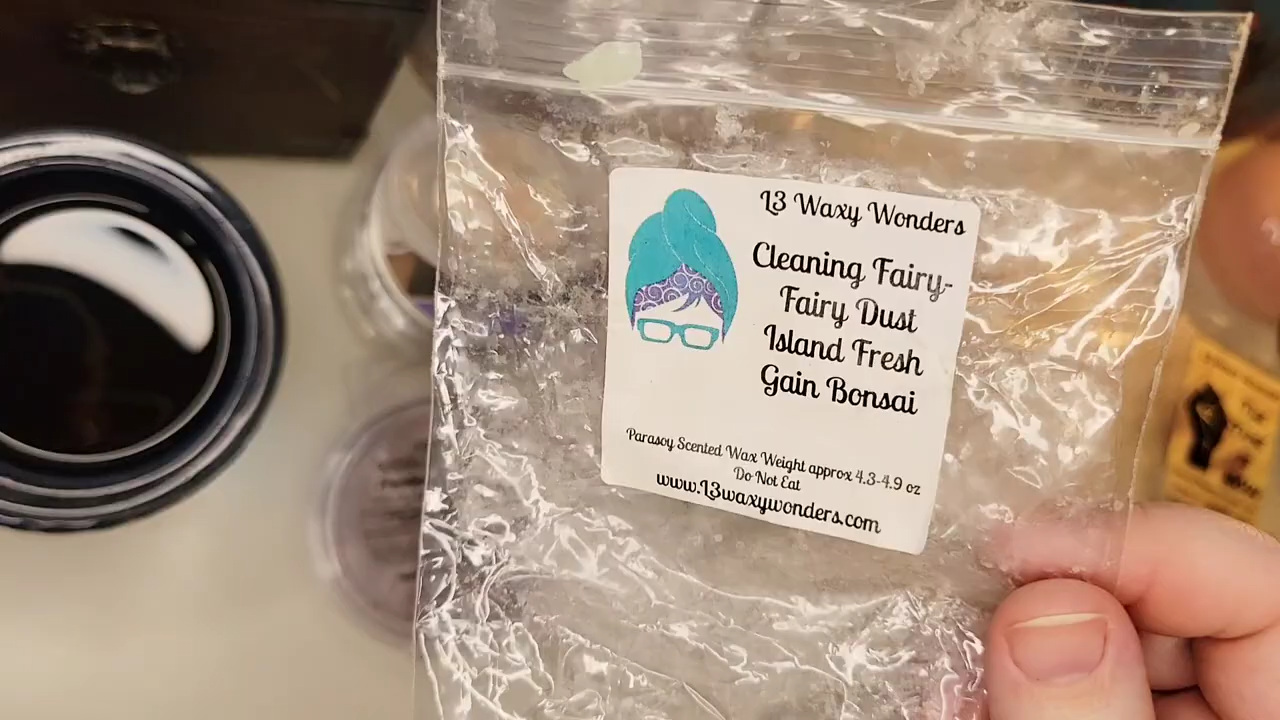 L3 Waxy Wonders
Cleaning Fairy-
Fairy Dust
Island Fresh
Gain Bonsai
Parasoy Scented Wax Weight approx 4.3-4.9 oz
Do Not Eat
www.L3waxywonders.com